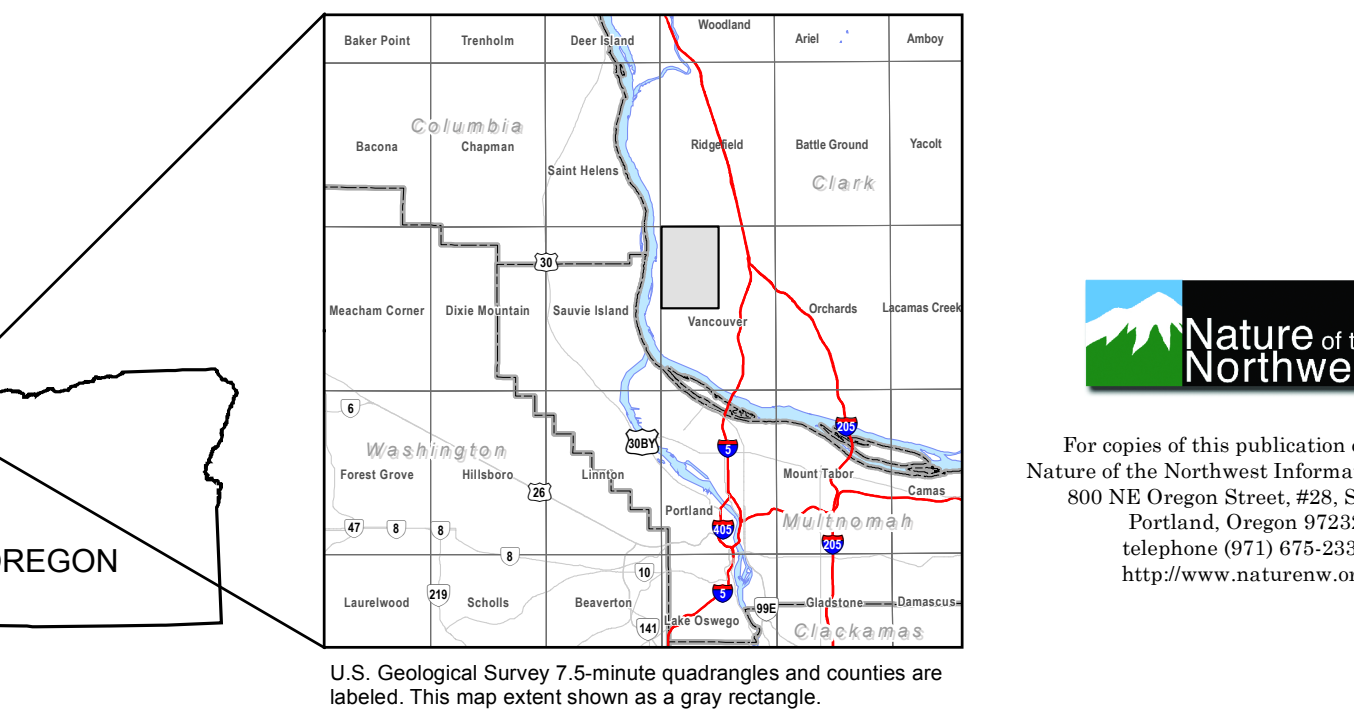 Woodland
Baker Point Trenholm Deer Island Ariel Amboy
Columbia
Bacona Chapman Ridgefield Battle Ground Yacolt
Saint Helens
Clark
30
Meacham Corner Dixie Mountain Sauvie Island Orchards Lacamas Creek
Vancouver
6
205
30BY
5
Washington
Forest Grove Hillsboro Linnton Mount Tabor
26
Camas
Portland
Multnomah
47 8 8 405
205
8
10
219
5
Laurelwood Scholls Beaverton 99E Gladstone Damascus
141 Lake Oswego
Clackamas
OREGON
U.S. Geological Survey 7.5-minute quadrangles and counties are
labeled. This map extent shown as a gray rectangle.
Nature of
Northwe
For copies of this publication
Nature of the Northwest Informa
800 NE Oregon Street, #28, S
Portland, Oregon 97232
telephone (971) 675-233
http://www.naturenw.or